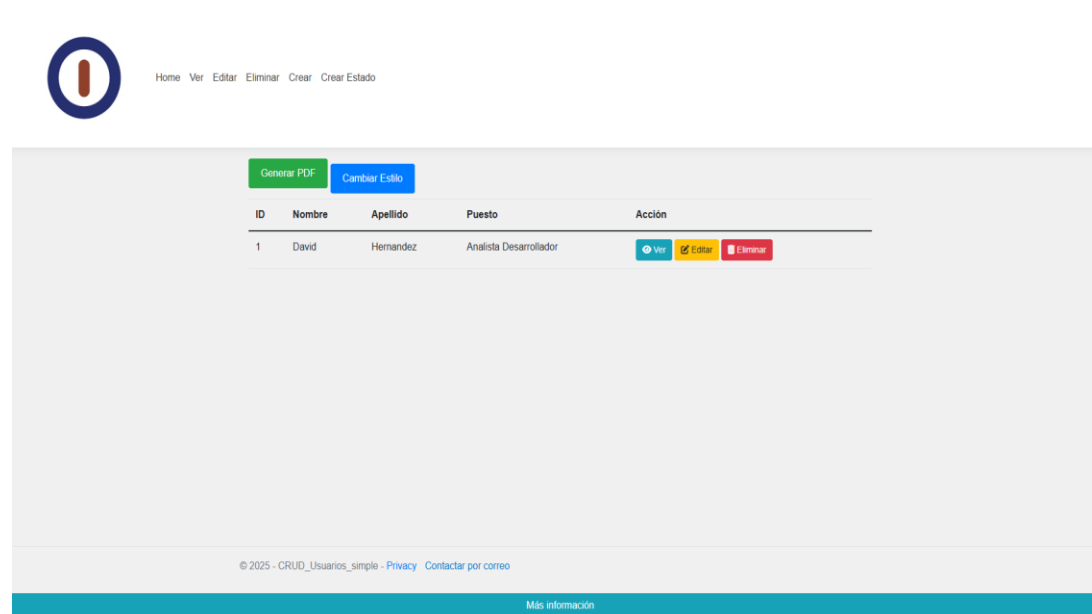 Home Ver Editar Eliminar Crear Crear Estado
Generar PDF Cambiar Estilo
ID Nombre Apellido Puesto Acción
1 David Hernandez Analista Desarrollador Ver Editar Eliminar
© 2025 - CRUD_Usuarios_simple - Privacy Contactar por correo
Más información